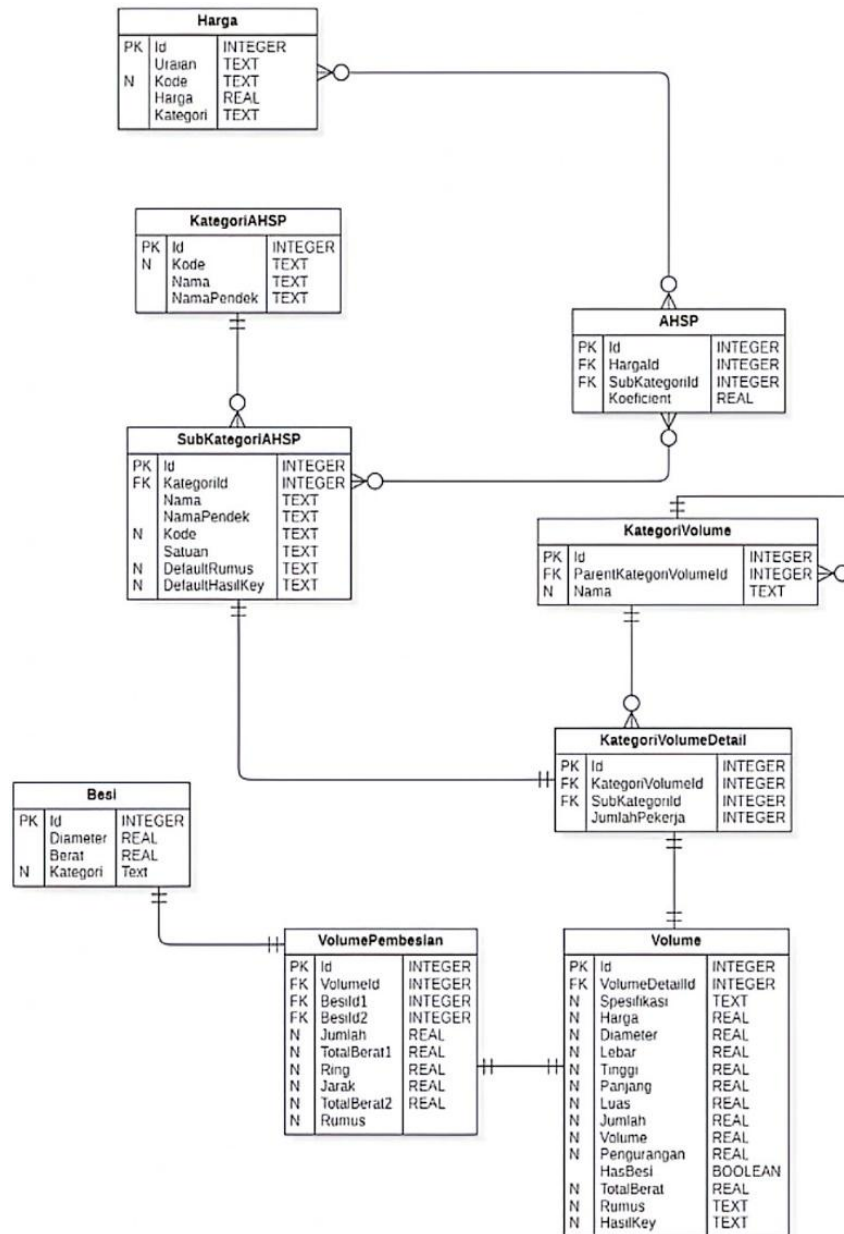 Harga
PK Id INTEGER
Uraian TEXT
N Kode TEXT
Harga REAL
Kategori TEXT
KategoriAHSP
PK Id INTEGER
N Kode TEXT
Nama TEXT
NamaPendek TEXT
AHSP
PK Id INTEGER
FK HargaId INTEGER
FK SubKategoriId INTEGER
Koeficient REAL
SubKategoriAHSP
PK Id INTEGER
FK KategoriId INTEGER
Nama TEXT
NamaPendek TEXT
N Kode TEXT
Satuan TEXT
N DefaultRumus TEXT
N DefaultHasilKey TEXT
KategoriVolume
PK Id INTEGER
FK ParentKategoriVolumeId INTEGER
N Nama TEXT
KategoriVolumeDetail
PK Id INTEGER
FK KategoriVolumeId INTEGER
FK SubKategoriId INTEGER
JumlahPekerja INTEGER
Besi
PK Id INTEGER
Diameter REAL
Berat REAL
N Kategori Text
VolumePembesian
PK Id INTEGER
FK VolumeId INTEGER
FK BesiId1 INTEGER
FK BesiId2 INTEGER
N Jumlah REAL
N TotalBerat1 REAL
N Ring REAL
N Jarak REAL
N TotalBerat2 REAL
N Rumus
Volume
PK Id INTEGER
FK VolumeDetailId INTEGER
N Spesifikasi TEXT
N Harga REAL
N Diameter REAL
N Lebar REAL
N Tinggi REAL
N Panjang REAL
N Luas REAL
N Jumlah REAL
N Volume REAL
N Pengurangan REAL
HasBesi BOOLEAN
N TotalBerat REAL
N Rumus TEXT
N HasilKey TEXT